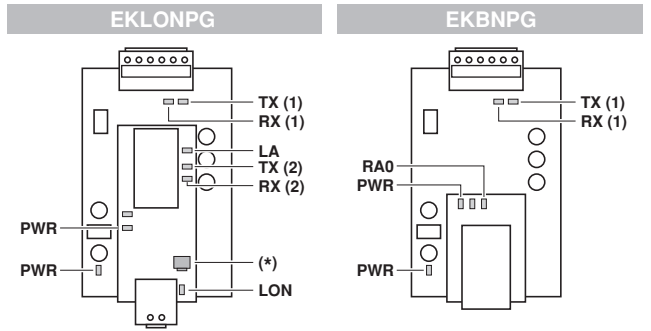 EKLONPG
TX (1)
RX (1)
LA
TX (2)
RX (2)
PWR
PWR
(*)
LON
EKBNPG
TX (1)
RX (1)
RA0
PWR
PWR